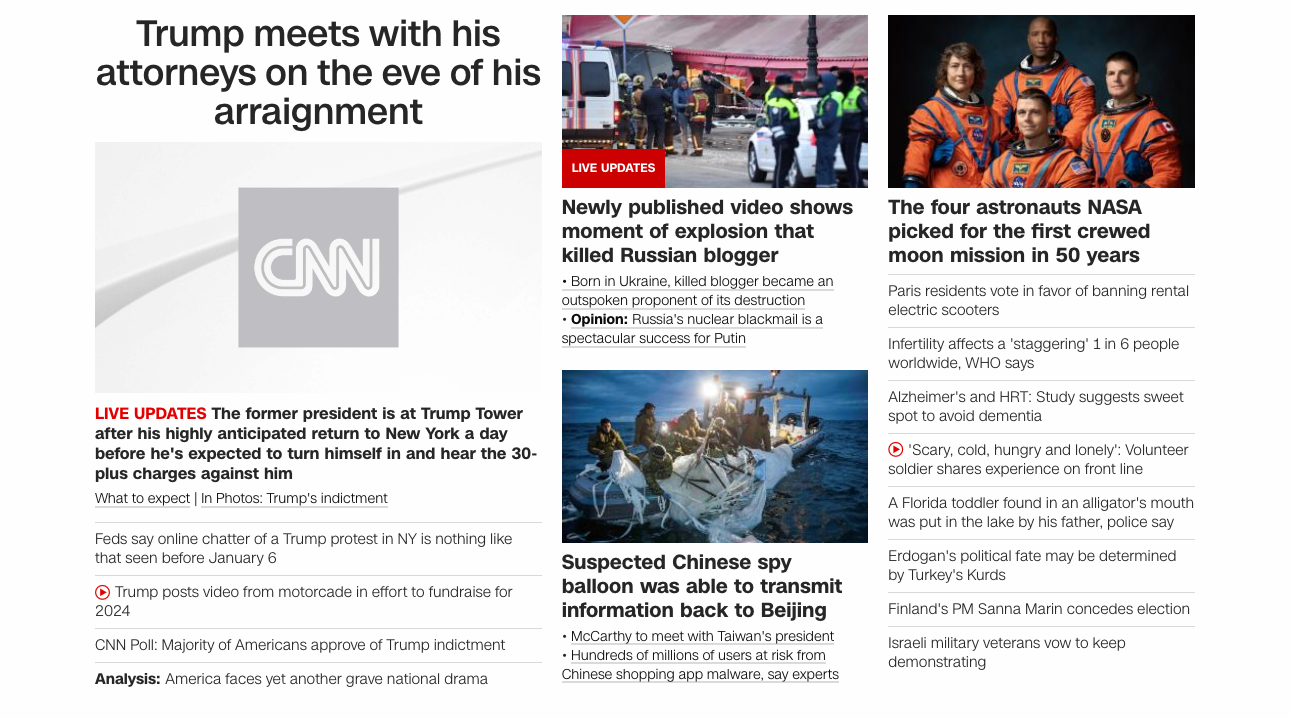 Trump meets with his
attorneys on the eve of his
arraignment
CNN
LIVE UPDATES The former president is at Trump Tower
after his highly anticipated return to New York a day
before he's expected to turn himself in and hear the 30-
plus charges against him
What to expect | In Photos: Trump's indictment
Feds say online chatter of a Trump protest in NY is nothing like
that seen before January 6
Trump posts video from motorcade in effort to fundraise for
2024
CNN Poll: Majority of Americans approve of Trump indictment
Analysis: America faces yet another grave national drama
LIVE UPDATES
Newly published video shows
moment of explosion that
killed Russian blogger
• Born in Ukraine, killed blogger became an
outspoken proponent of its destruction
• Opinion: Russia's nuclear blackmail is a
spectacular success for Putin
Suspected Chinese spy
balloon was able to transmit
information back to Beijing
• McCarthy to meet with Taiwan's president
• Hundreds of millions of users at risk from
Chinese shopping app malware, say experts
The four astronauts NASA
picked for the first crewed
moon mission in 50 years
Paris residents vote in favor of banning rental
electric scooters
Infertility affects a 'staggering' 1 in 6 people
worldwide, WHO says
Alzheimer's and HRT: Study suggests sweet
spot to avoid dementia
'Scary, cold, hungry and lonely': Volunteer
soldier shares experience on front line
A Florida toddler found in an alligator's mouth
was put in the lake by his father, police say
Erdogan's political fate may be determined
by Turkey's Kurds
Finland's PM Sanna Marin concedes election
Israeli military veterans vow to keep
demonstrating